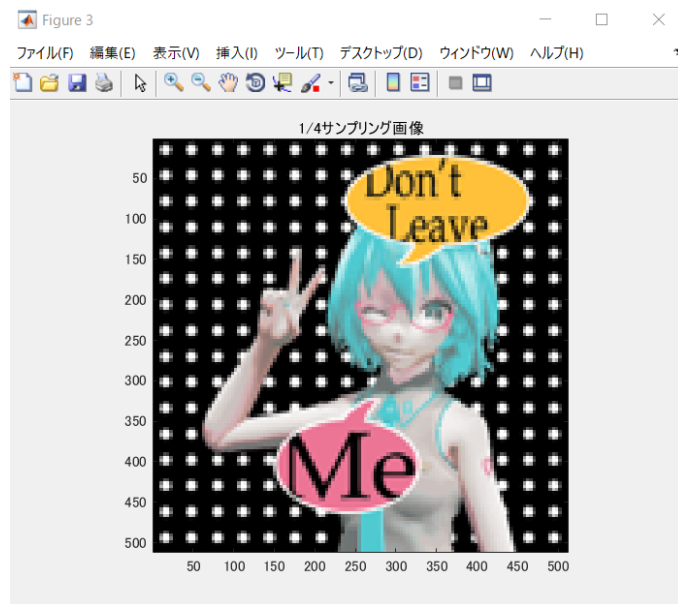 Figure 3
ファイル(F) 編集(E) 表示(V) 挿入(I) ツール(T) デスクトップ(D) ウィンドウ(W) ヘルプ(H)
1/4サンプリング画像
Don't
Leave
Me
50
100
150
200
250
300
350
400
450
500
50 100 150 200 250 300 350 400 450 500